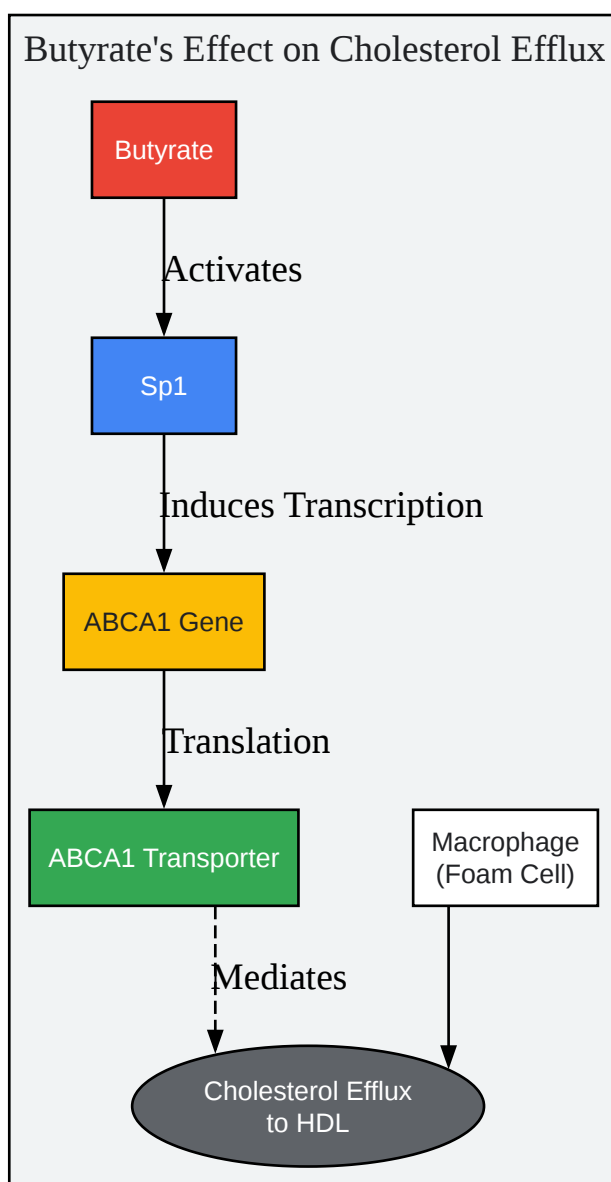 Butyrate's Effect on Cholesterol Efflux
Butyrate
Activates
Sp1
Induces Transcription
ABCA1 Gene
Translation
ABCA1 Transporter
Macrophage
(Foam Cell)
Mediates
Cholesterol Efflux
to HDL